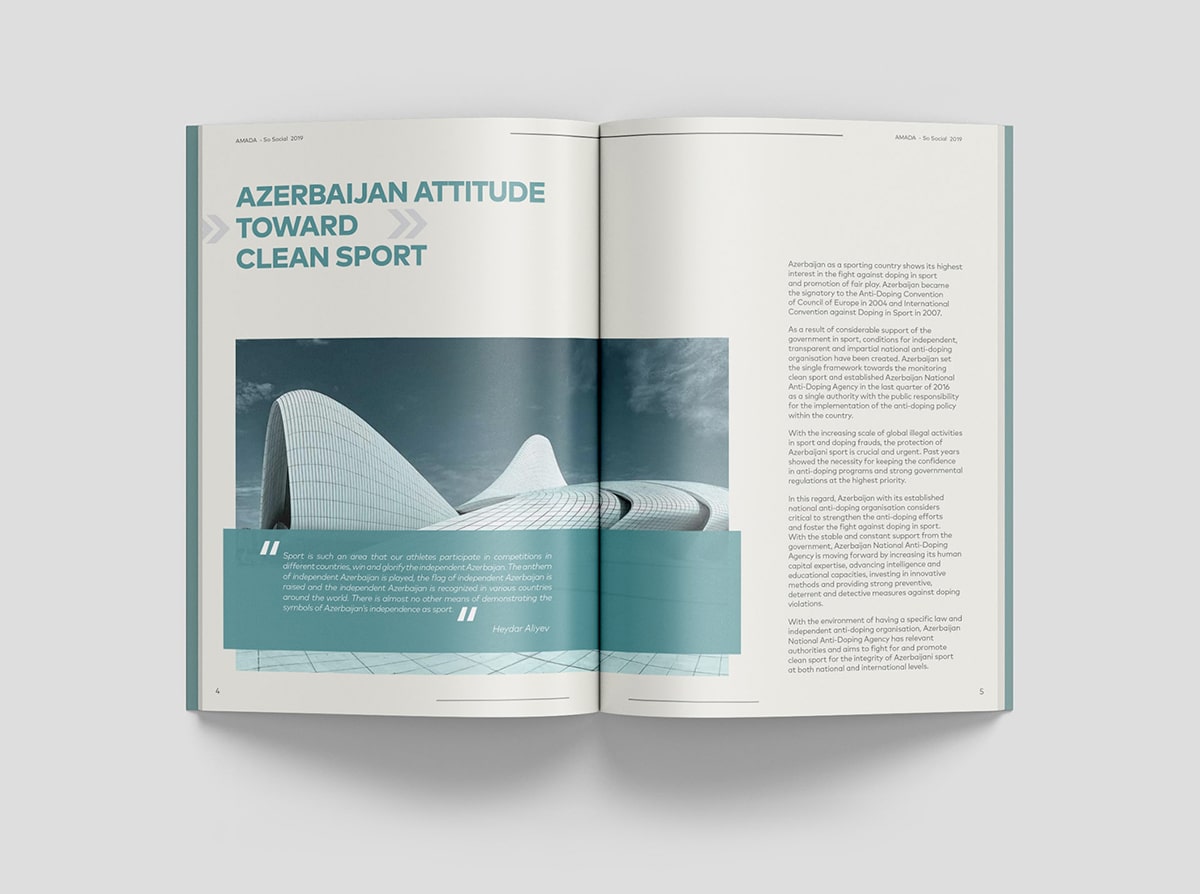 AMADA - So Social 2019
AZERBAIJAN ATTITUDE
TOWARD
CLEAN SPORT
“
Sport is such an area that our athletes participate in competitions in
different countries, win and glorify the independent Azerbaijan. The anthem
of independent Azerbaijan is played, the flag of independent Azerbaijan is
raised and the independent Azerbaijan is recognized in various countries
around the world. There is almost no other means of demonstrating the
symbols of Azerbaijan's independence as sport. “
Heydar Aliyev
4
AMADA - So Social 2019
Azerbaijan as a sporting country shows its highest
interest in the fight against doping in sport
and promotion of fair play. Azerbaijan became
the signatory to the Anti-Doping Convention
of Council of Europe in 2004 and International
Convention against Doping in Sport in 2007.
As a result of considerable support of the
government in sport, conditions for independent,
transparent and impartial national anti-doping
organisation have been created. Azerbaijan set
the single framework towards the monitoring
clean sport and established Azerbaijan National
Anti-Doping Agency in the last quarter of 2016
as a single authority with the public responsibility
for the implementation of the anti-doping policy
within the country.
With the increasing scale of global illegal activities
in sport and doping frauds, the protection of
Azerbaijani sport is crucial and urgent. Past years
showed the necessity for keeping the confidence
in anti-doping programs and strong governmental
regulations at the highest priority.
In this regard, Azerbaijan with its established
national anti-doping organisation considers
critical to strengthen the anti-doping efforts
and foster the fight against doping in sport.
With the stable and constant support from the
government, Azerbaijan National Anti-Doping
Agency is moving forward by increasing its human
capital expertise, advancing intelligence and
educational capacities, investing in innovative
methods and providing strong preventive,
deterrent and detective measures against doping
violations.
With the environment of having a specific law and
independent anti-doping organisation, Azerbaijan
National Anti-Doping Agency has relevant
authorities and aims to fight for and promote
clean sport for the integrity of Azerbaijani sport
at both national and international levels.
5